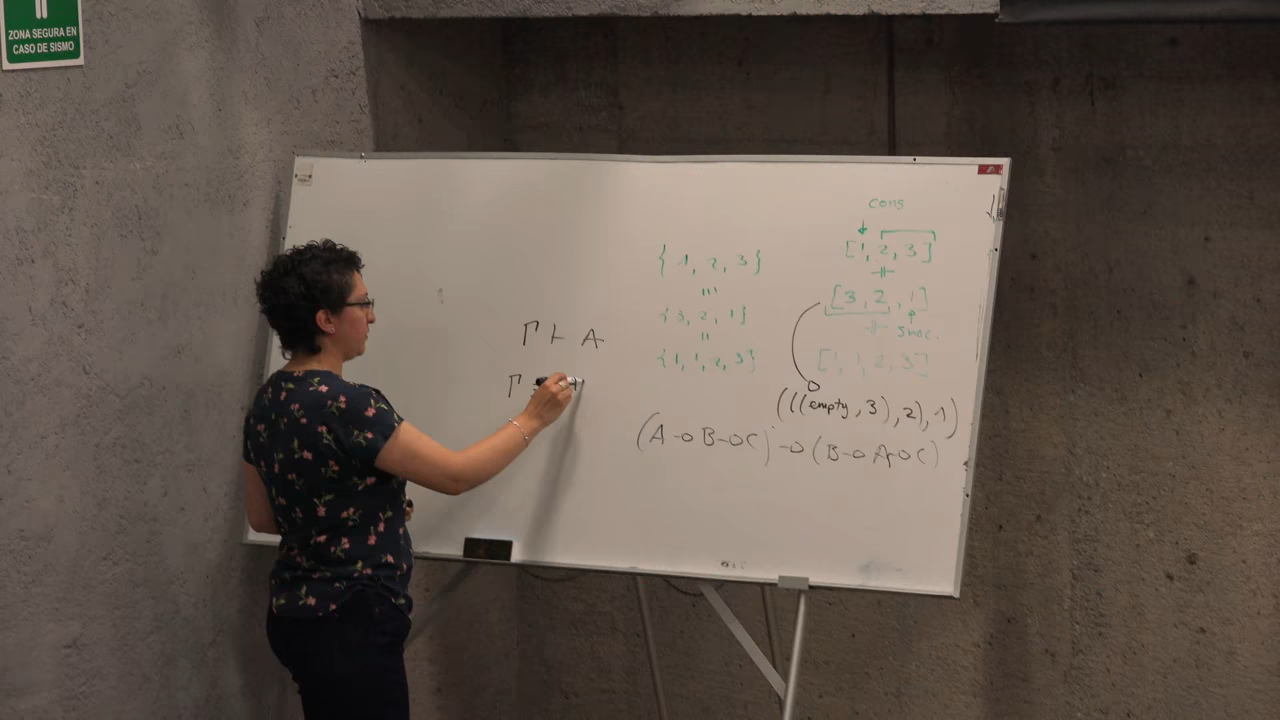 ZONA SEGURA EN
CASO DE SISMO
Γ ⊢ A
Γ
{1, 2, 3}
=
{3, 2, 1}
=
{1, 1, 2, 3}
cons
[1, 2, 3]
≠
[3, 2, 1]
≠ snoc.
[1, 1, 2, 3]
(((empty, 3), 2), 1)
(A ⊸ B ⊸ C) ⊸ (B ⊸ A ⊸ C)